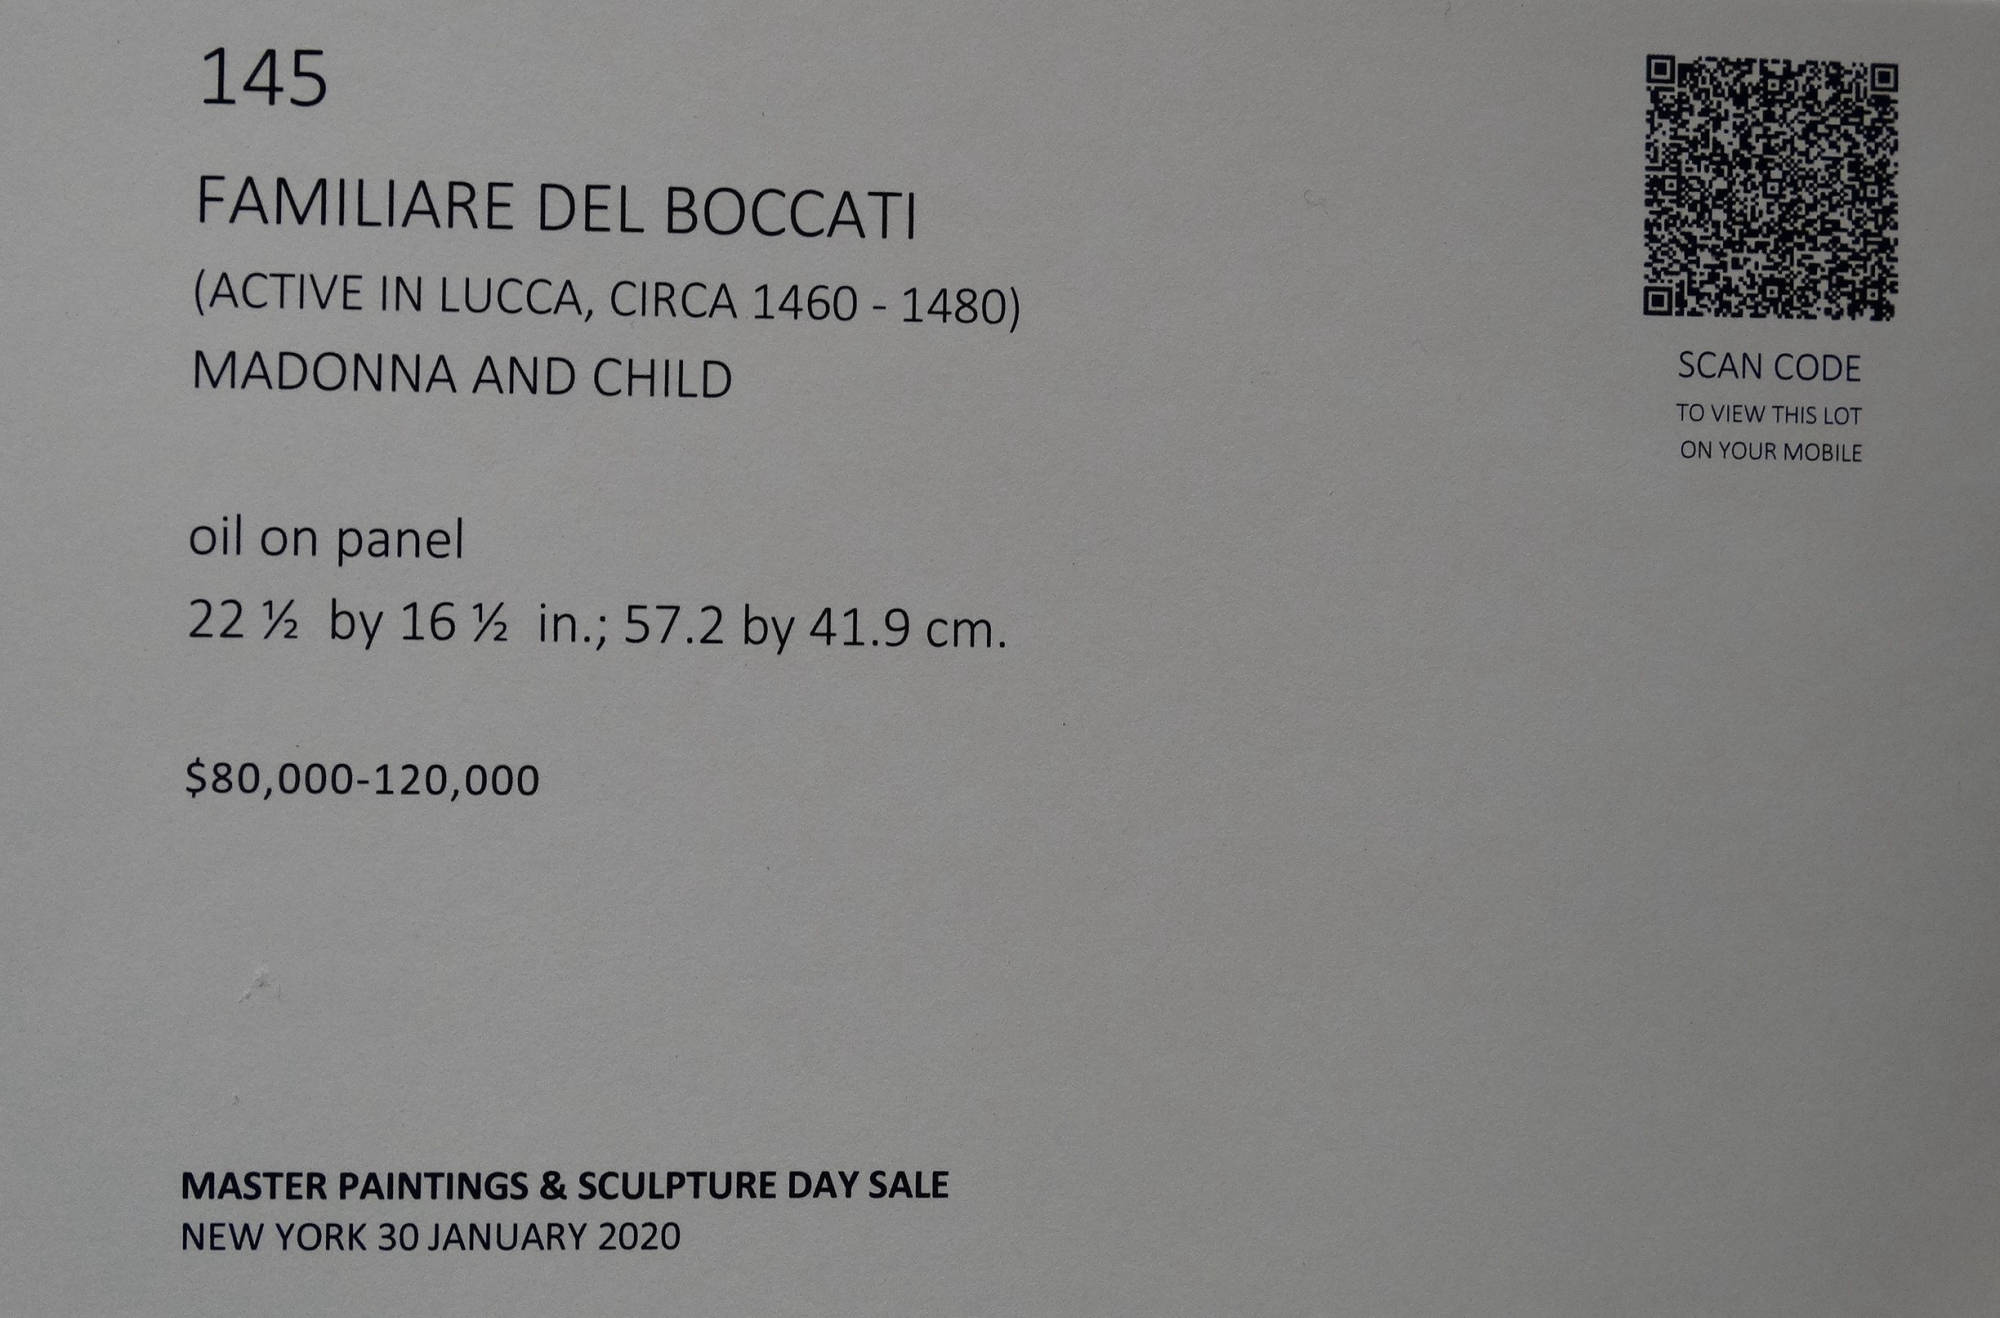 145
FAMILIARE DEL BOCCATI
(ACTIVE IN LUCCA, CIRCA 1460 - 1480)
MADONNA AND CHILD
oil on panel
22 ½ by 16 ½ in.; 57.2 by 41.9 cm.
$80,000-120,000
MASTER PAINTINGS & SCULPTURE DAY SALE
NEW YORK 30 JANUARY 2020
SCAN CODE
TO VIEW THIS LOT
ON YOUR MOBILE